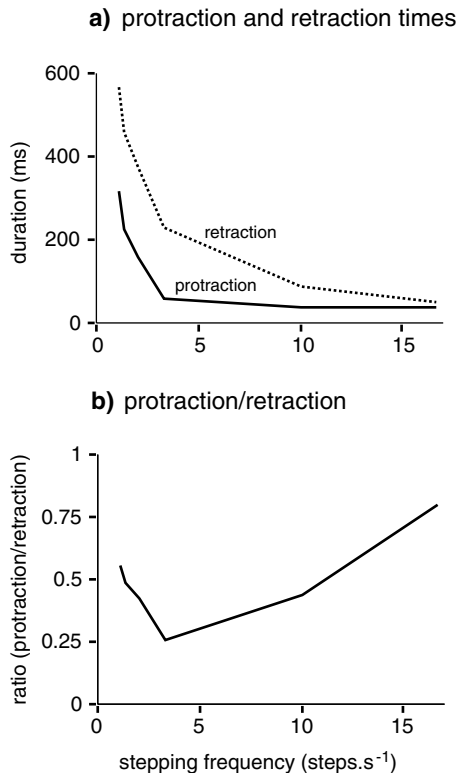 a) protraction and retraction times
duration (ms)
600
400
200
0
retraction
protraction
0 5 10 15
b) protraction/retraction
ratio (protraction/retraction)
1
0.75
0.5
0.25
0
0 5 10 15
stepping frequency (steps.s⁻¹)